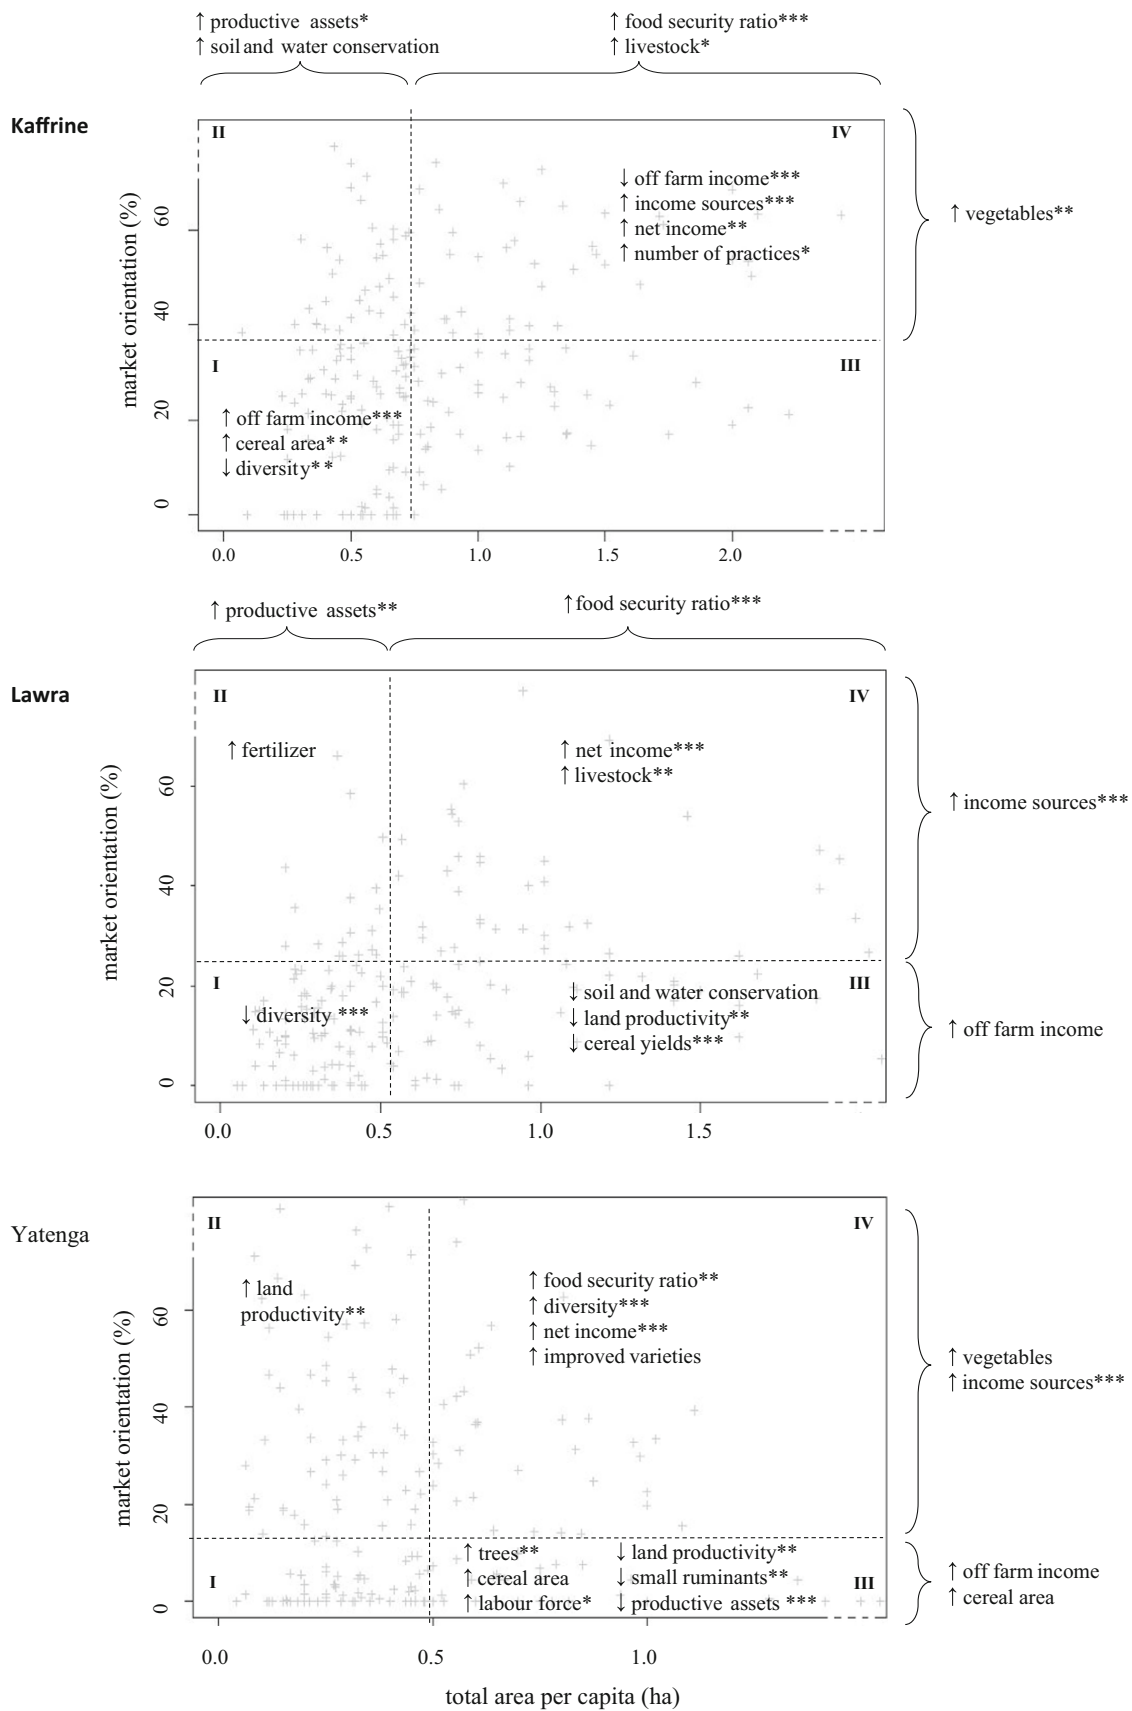 ↑ productive assets*
↑ soil and water conservation
↑ food security ratio***
↑ livestock*
Kaffrine
II
IV
↓ off farm income***
↑ income sources***
↑ net income**
↑ number of practices*
↑ vegetables**
market orientation (%)
60
40
20
0
I
III
↑ off farm income***
↑ cereal area**
↓ diversity**
0.0 0.5 1.0 1.5 2.0
↑ productive assets**
↑ food security ratio***
Lawra
II
IV
↑ fertilizer
↑ net income***
↑ livestock**
↑ income sources***
market orientation (%)
60
40
20
0
I
III
↓ diversity ***
↓ soil and water conservation
↓ land productivity**
↓ cereal yields***
↑ off farm income
0.0 0.5 1.0 1.5
Yatenga
II
IV
↑ land
productivity**
↑ food security ratio**
↑ diversity***
↑ net income***
↑ improved varieties
↑ vegetables
↑ income sources***
market orientation (%)
60
40
20
0
I
III
↑ trees**
↑ cereal area
↑ labour force*
↓ land productivity**
↓ small ruminants**
↓ productive assets ***
↑ off farm income
↑ cereal area
0.0 0.5 1.0
total area per capita (ha)